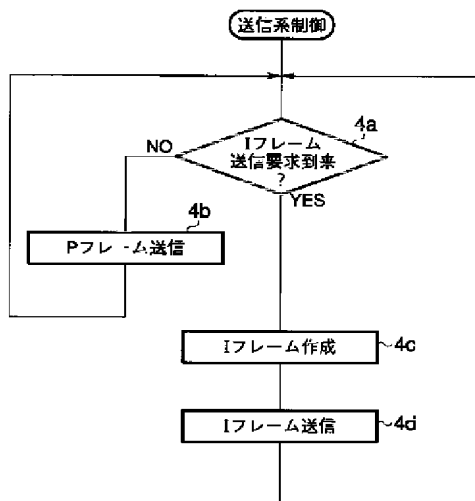 送信系制御
4a
Iフレーム
送信要求到来
?
NO
YES
4b
Pフレーム送信
Iフレーム作成
4c
Iフレーム送信
4d